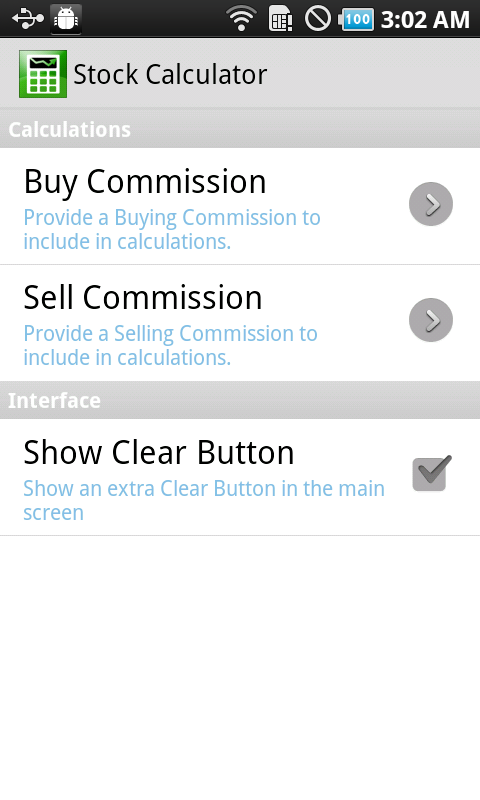 100 3:02 AM
Stock Calculator
Calculations
Buy Commission
Provide a Buying Commission to
include in calculations.
Sell Commission
Provide a Selling Commission to
include in calculations.
Interface
Show Clear Button
Show an extra Clear Button in the main
screen